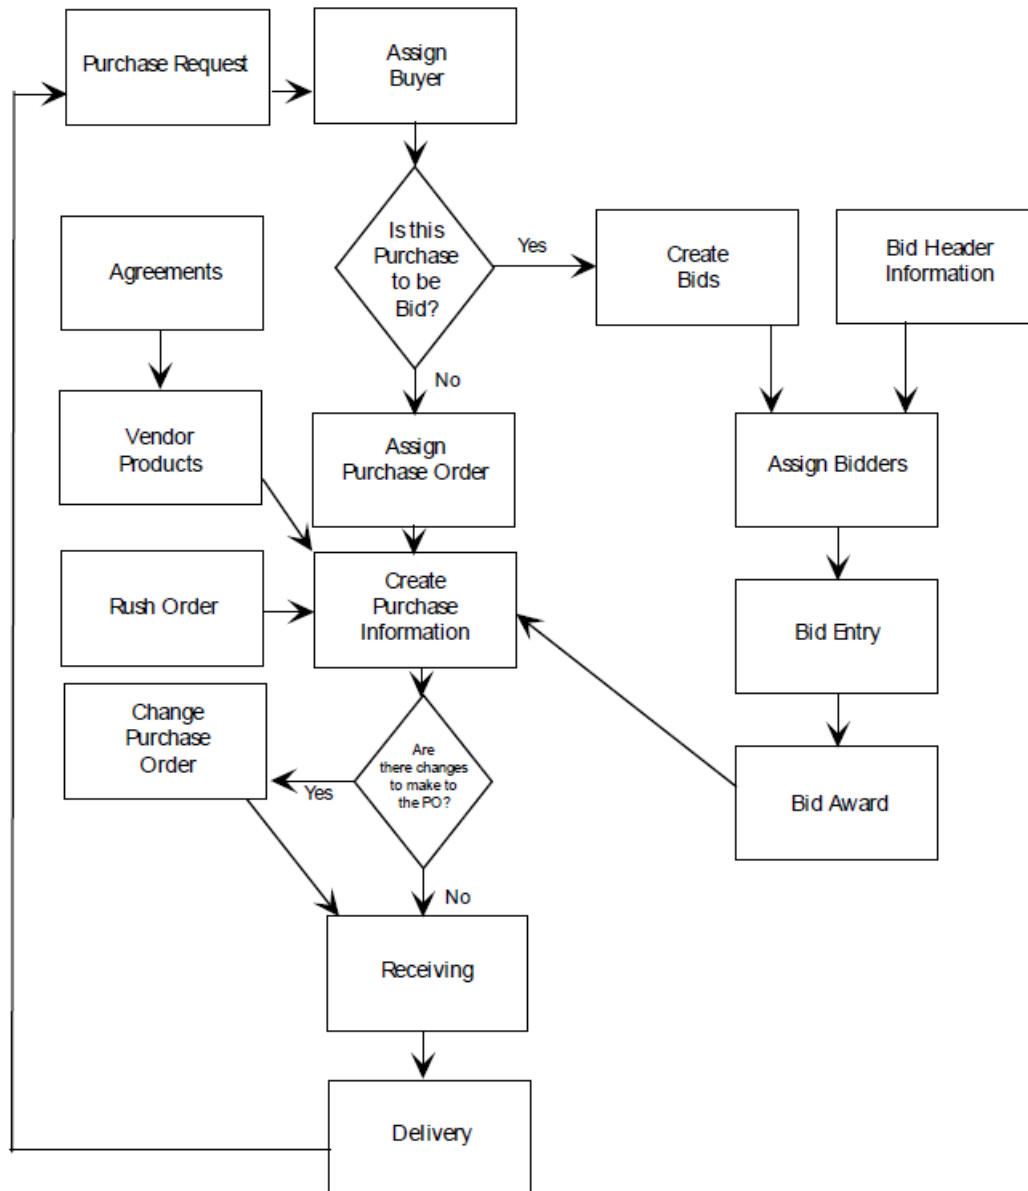 Purchase Request
Assign
Buyer
Is this
Purchase
to be
Bid?
Yes
Create
Bids
Bid Header
Information
Agreements
No
Vendor
Products
Assign
Purchase Order
Assign Bidders
Rush Order
Create
Purchase
Information
Bid Entry
Change
Purchase
Order
Are
there changes
to make to
the PO?
Yes
Bid Award
No
Receiving
Delivery